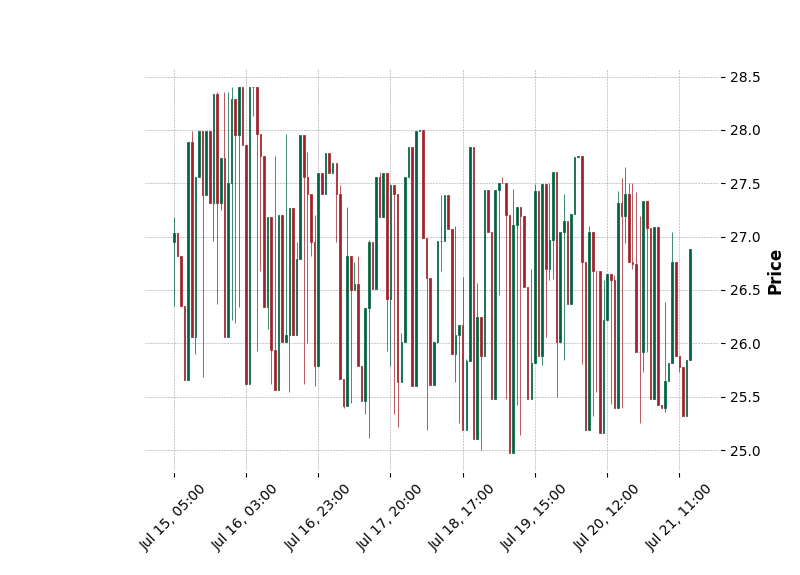 28.5
28.0
27.5
27.0
26.5
26.0
25.5
25.0
Price
Jul 15, 05:00
Jul 16, 03:00
Jul 16, 23:00
Jul 17, 20:00
Jul 18, 17:00
Jul 19, 15:00
Jul 20, 12:00
Jul 21, 11:00